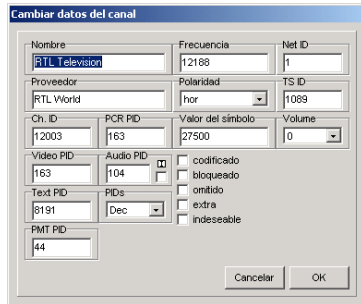 Cambiar datos del canal
Nombre Frecuencia Net ID
RTL Television 12188 1
Proveedor Polaridad TS ID
RTL World hor 1089
Ch. ID PCR PID Valor del símbolo Volume
12003 163 27500 0
Video PID Audio PID codificado
163 104 bloqueado
Text PID PIDs omitido
8191 Dec extra
indeseable
PMT PID
44
Cancelar OK